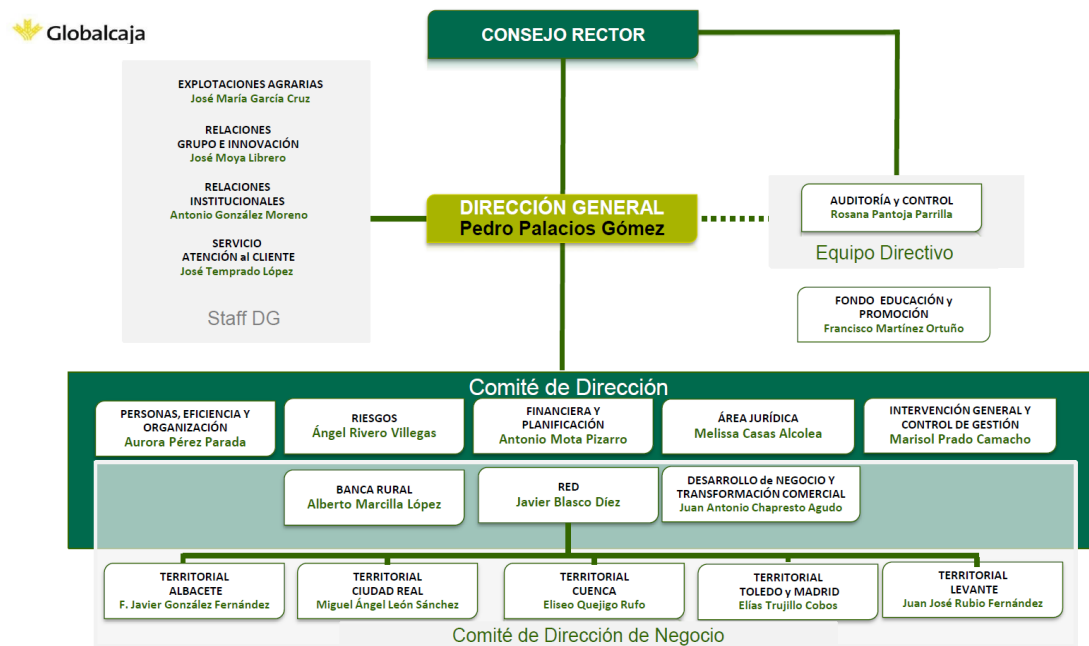 Globalcaja
CONSEJO RECTOR
EXPLOTACIONES AGRARIAS
José María García Cruz
RELACIONES
GRUPO E INNOVACIÓN
José Moya Librero
RELACIONES
INSTITUCIONALES
Antonio González Moreno
SERVICIO
ATENCIÓN al CLIENTE
José Temprado López
Staff DG
DIRECCIÓN GENERAL
Pedro Palacios Gómez
AUDITORÍA y CONTROL
Rosana Pantoja Parrilla
Equipo Directivo
FONDO EDUCACIÓN y
PROMOCIÓN
Francisco Martínez Ortuño
Comité de Dirección
PERSONAS, EFICIENCIA Y
ORGANIZACIÓN
Aurora Pérez Parada
RIESGOS
Ángel Rivero Villegas
FINANCIERA Y
PLANIFICACIÓN
Antonio Mota Pizarro
ÁREA JURÍDICA
Melissa Casas Alcolea
INTERVENCIÓN GENERAL Y
CONTROL DE GESTIÓN
Marisol Prado Camacho
BANCA RURAL
Alberto Marcilla López
RED
Javier Blasco Díez
DESARROLLO de NEGOCIO Y
TRANSFORMACIÓN COMERCIAL
Juan Antonio Chapresto Agudo
TERRITORIAL
ALBACETE
F. Javier González Fernández
TERRITORIAL
CIUDAD REAL
Miguel Ángel León Sánchez
TERRITORIAL
CUENCA
Eliseo Quejigo Rufo
TERRITORIAL
TOLEDO y MADRID
Elías Trujillo Cobos
TERRITORIAL
LEVANTE
Juan José Rubio Fernández
Comité de Dirección de Negocio